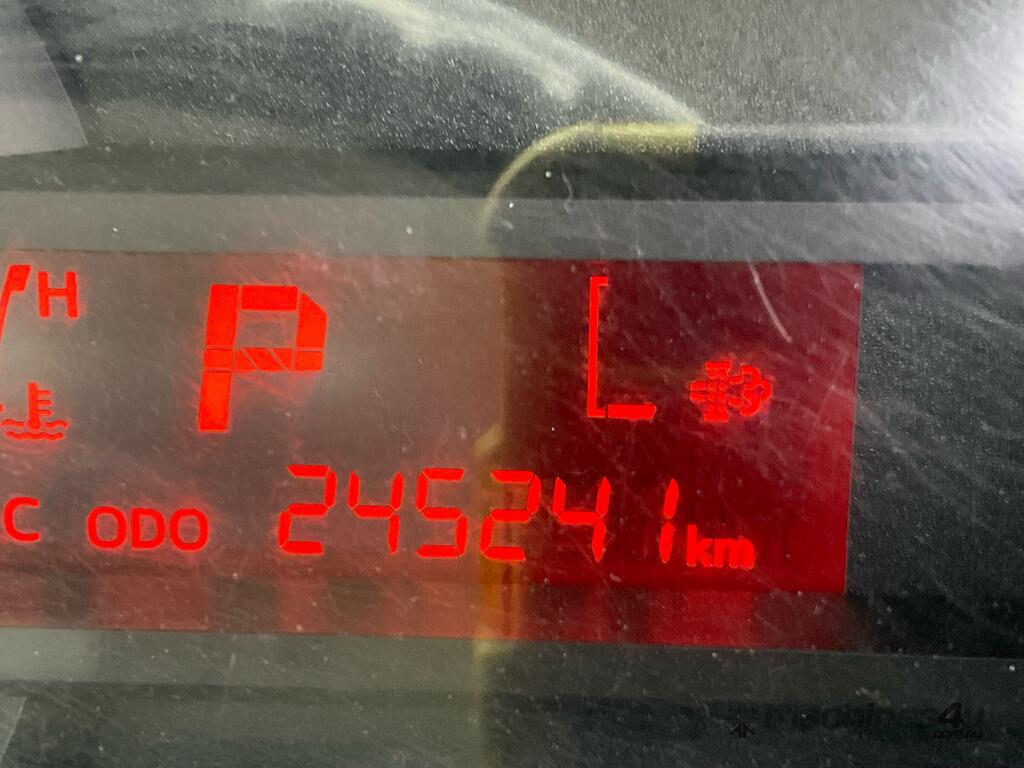 H
P
L
C ODO 245241 km
machines4u
.com.au